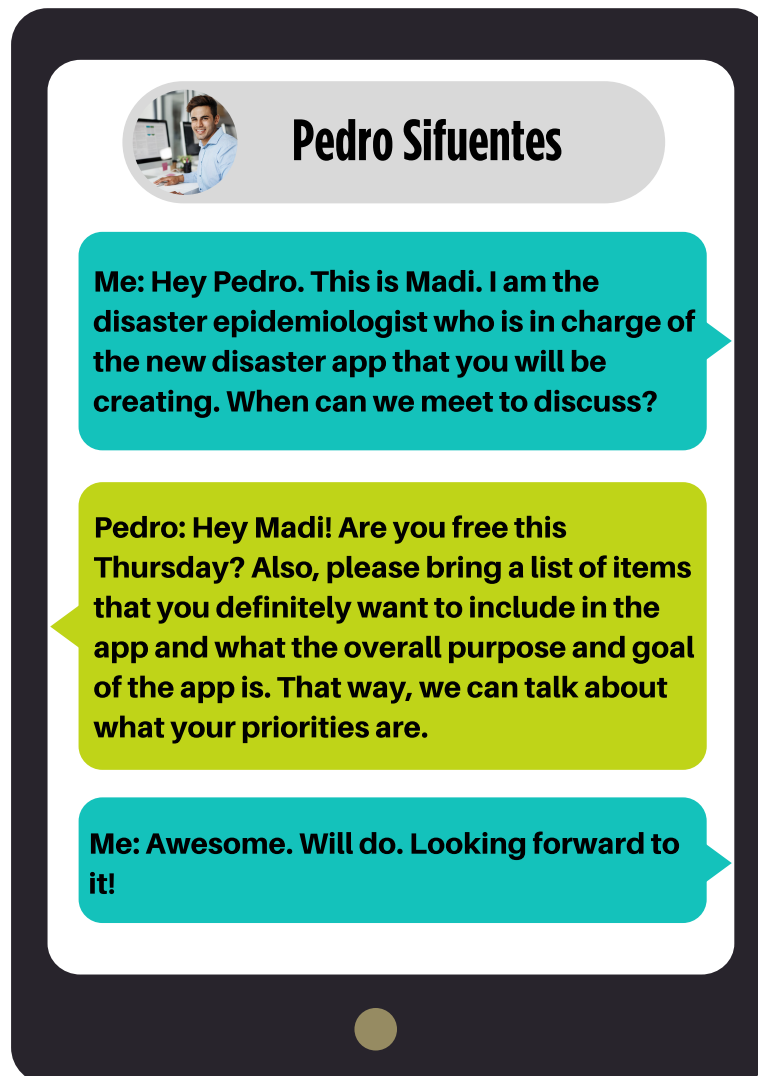 Pedro Sifuentes
Me: Hey Pedro. This is Madi. I am the
disaster epidemiologist who is in charge of
the new disaster app that you will be
creating. When can we meet to discuss?
Pedro: Hey Madi! Are you free this
Thursday? Also, please bring a list of items
that you definitely want to include in the
app and what the overall purpose and goal
of the app is. That way, we can talk about
what your priorities are.
Me: Awesome. Will do. Looking forward to
it!